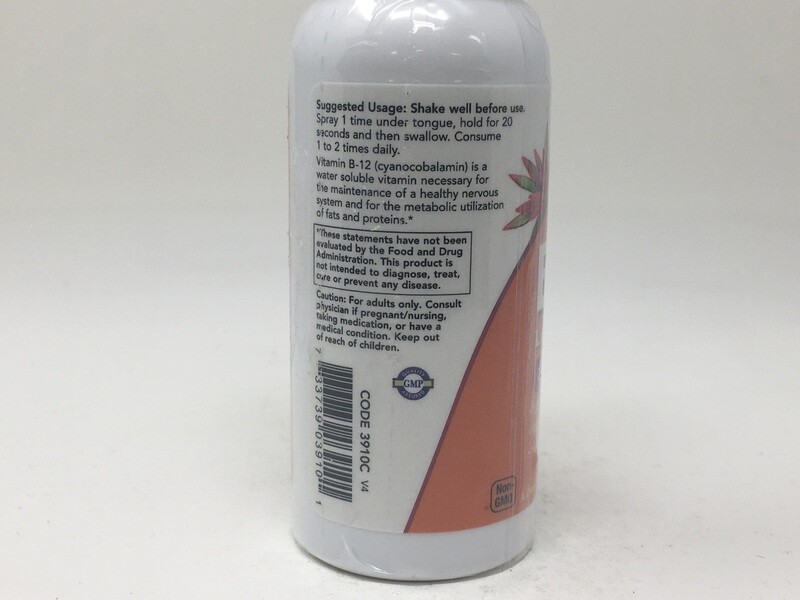 Suggested Usage: Shake well before use.
Spray 1 time under tongue, hold for 20
seconds and then swallow. Consume
1 to 2 times daily.
Vitamin B-12 (cyanocobalamin) is a
water soluble vitamin necessary for
the maintenance of a healthy nervous
system and for the metabolic utilization
of fats and proteins.*
*These statements have not been
evaluated by the Food and Drug
Administration. This product is
not intended to diagnose, treat,
cure or prevent any disease.
Caution: For adults only. Consult
physician if pregnant/nursing,
taking medication, or have a
medical condition. Keep out
of reach of children.
7 33739 03910 1
CODE 3910C V4
QUALITY
GMP
ASSURED
Non-
GMO